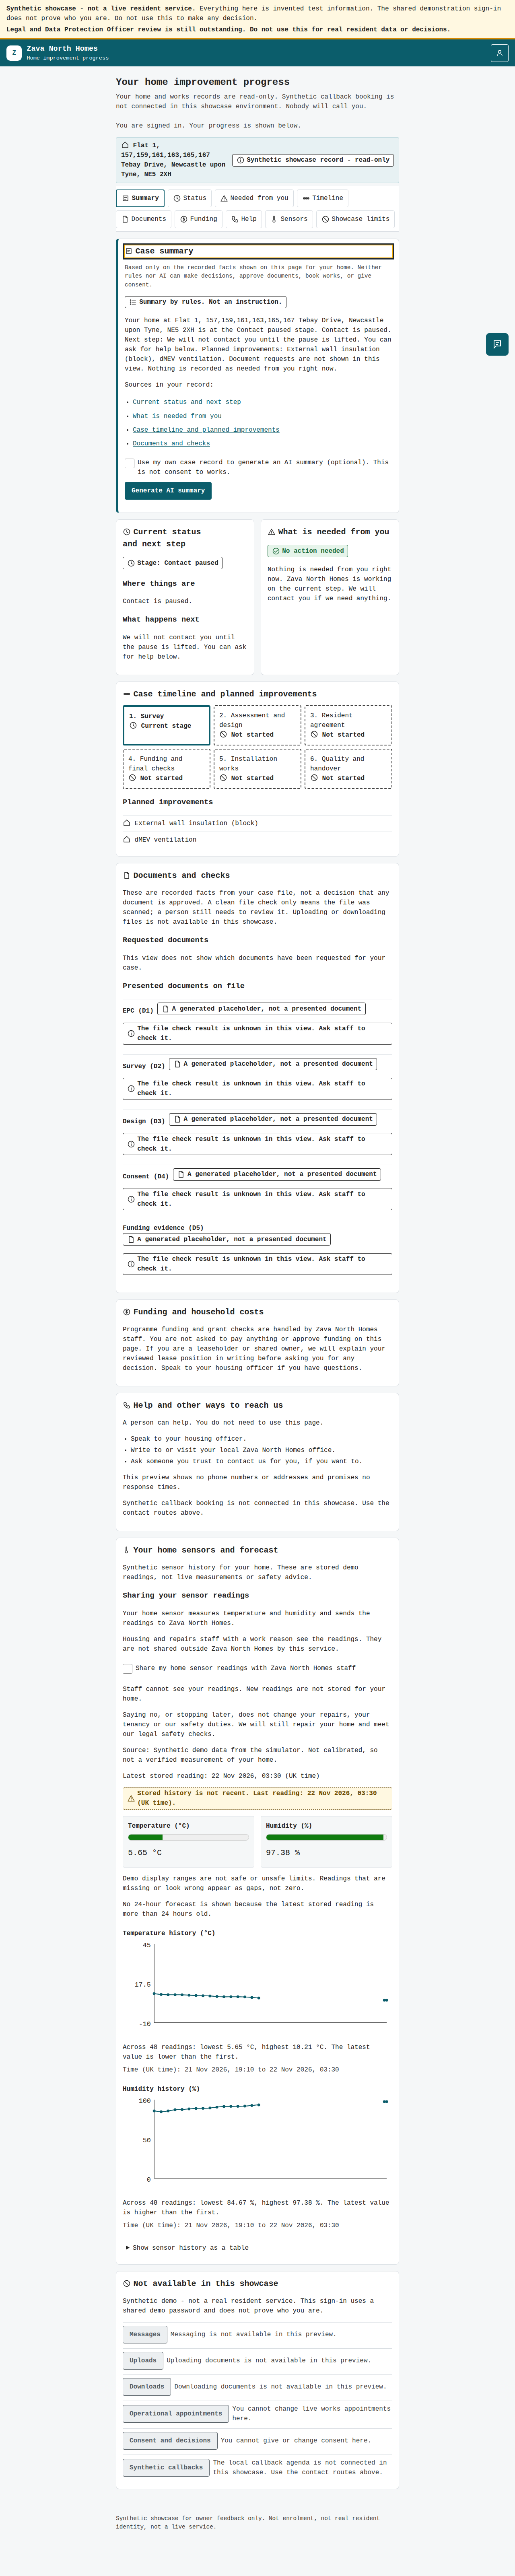 Synthetic showcase - not a live resident service. Everything here is invented test information. The shared demonstration sign-in
does not prove who you are. Do not use this to make any decision.
Legal and Data Protection Officer review is still outstanding. Do not use this for real resident data or decisions.
Z
Zava North Homes
Home improvement progress
Your home improvement progress
Your home and works records are read-only. Synthetic callback booking is
not connected in this showcase environment. Nobody will call you.
You are signed in. Your progress is shown below.
Flat 1,
157,159,161,163,165,167
Tebay Drive, Newcastle upon
Tyne, NE5 2XH
Synthetic showcase record - read-only
Summary
Status
Needed from you
Timeline
Documents
Funding
Help
Sensors
Showcase limits
Case summary
Based only on the recorded facts shown on this page for your home. Neither
rules nor AI can make decisions, approve documents, book works, or give
consent.
Summary by rules. Not an instruction.
Your home at Flat 1, 157,159,161,163,165,167 Tebay Drive, Newcastle
upon Tyne, NE5 2XH is at the Contact paused stage. Contact is paused.
Next step: We will not contact you until the pause is lifted. You can
ask for help below. Planned improvements: External wall insulation
(block), dMEV ventilation. Document requests are not shown in this
view. Nothing is recorded as needed from you right now.
Sources in your record:
• Current status and next step
• What is needed from you
• Case timeline and planned improvements
• Documents and checks
Use my own case record to generate an AI summary (optional). This
is not consent to works.
Generate AI summary
Current status
and next step
Stage: Contact paused
Where things are
Contact is paused.
What happens next
We will not contact you until
the pause is lifted. You can ask
for help below.
What is needed from you
No action needed
Nothing is needed from you right
now. Zava North Homes is working
on the current step. We will
contact you if we need anything.
Case timeline and planned improvements
1. Survey
Current stage
2. Assessment and
design
Not started
3. Resident
agreement
Not started
4. Funding and
final checks
Not started
5. Installation
works
Not started
6. Quality and
handover
Not started
Planned improvements
External wall insulation (block)
dMEV ventilation
Documents and checks
These are recorded facts from your case file, not a decision that any
document is approved. A clean file check only means the file was
scanned; a person still needs to review it. Uploading or downloading
files is not available in this showcase.
Requested documents
This view does not show which documents have been requested for your
case.
Presented documents on file
EPC (D1) A generated placeholder, not a presented document
The file check result is unknown in this view. Ask staff to
check it.
Survey (D2) A generated placeholder, not a presented document
The file check result is unknown in this view. Ask staff to
check it.
Design (D3) A generated placeholder, not a presented document
The file check result is unknown in this view. Ask staff to
check it.
Consent (D4) A generated placeholder, not a presented document
The file check result is unknown in this view. Ask staff to
check it.
Funding evidence (D5)
A generated placeholder, not a presented document
The file check result is unknown in this view. Ask staff to
check it.
Funding and household costs
Programme funding and grant checks are handled by Zava North Homes
staff. You are not asked to pay anything or approve funding on this
page. If you are a leaseholder or shared owner, we will explain your
reviewed lease position in writing before asking you for any
decision. Speak to your housing officer if you have questions.
Help and other ways to reach us
A person can help. You do not need to use this page.
• Speak to your housing officer.
• Write to or visit your local Zava North Homes office.
• Ask someone you trust to contact us for you, if you want to.
This preview shows no phone numbers or addresses and promises no
response times.
Synthetic callback booking is not connected in this showcase. Use the
contact routes above.
Your home sensors and forecast
Synthetic sensor history for your home. These are stored demo
readings, not live measurements or safety advice.
Sharing your sensor readings
Your home sensor measures temperature and humidity and sends the
readings to Zava North Homes.
Housing and repairs staff with a work reason see the readings. They
are not shared outside Zava North Homes by this service.
Share my home sensor readings with Zava North Homes staff
Staff cannot see your readings. New readings are not stored for your
home.
Saying no, or stopping later, does not change your repairs, your
tenancy or our safety duties. We will still repair your home and meet
our legal safety checks.
Source: Synthetic demo data from the simulator. Not calibrated, so
not a verified measurement of your home.
Latest stored reading: 22 Nov 2026, 03:30 (UK time)
Stored history is not recent. Last reading: 22 Nov 2026, 03:30
(UK time).
Temperature (°C)
5.65 °C
Humidity (%)
97.38 %
Demo display ranges are not safe or unsafe limits. Readings that are
missing or look wrong appear as gaps, not zero.
No 24-hour forecast is shown because the latest stored reading is
more than 24 hours old.
Temperature history (°C)
45
17.5
-10
Across 48 readings: lowest 5.65 °C, highest 10.21 °C. The latest
value is lower than the first.
Time (UK time): 21 Nov 2026, 19:10 to 22 Nov 2026, 03:30
Humidity history (%)
100
50
0
Across 48 readings: lowest 84.67 %, highest 97.38 %. The latest value
is higher than the first.
Time (UK time): 21 Nov 2026, 19:10 to 22 Nov 2026, 03:30
Show sensor history as a table
Not available in this showcase
Synthetic demo - not a real resident service. This sign-in uses a
shared demo password and does not prove who you are.
Messages Messaging is not available in this preview.
Uploads Uploading documents is not available in this preview.
Downloads Downloading documents is not available in this preview.
Operational appointments You cannot change live works appointments
here.
Consent and decisions You cannot give or change consent here.
Synthetic callbacks The local callback agenda is not connected in
this showcase. Use the contact routes above.
Synthetic showcase for owner feedback only. Not enrolment, not real resident
identity, not a live service.